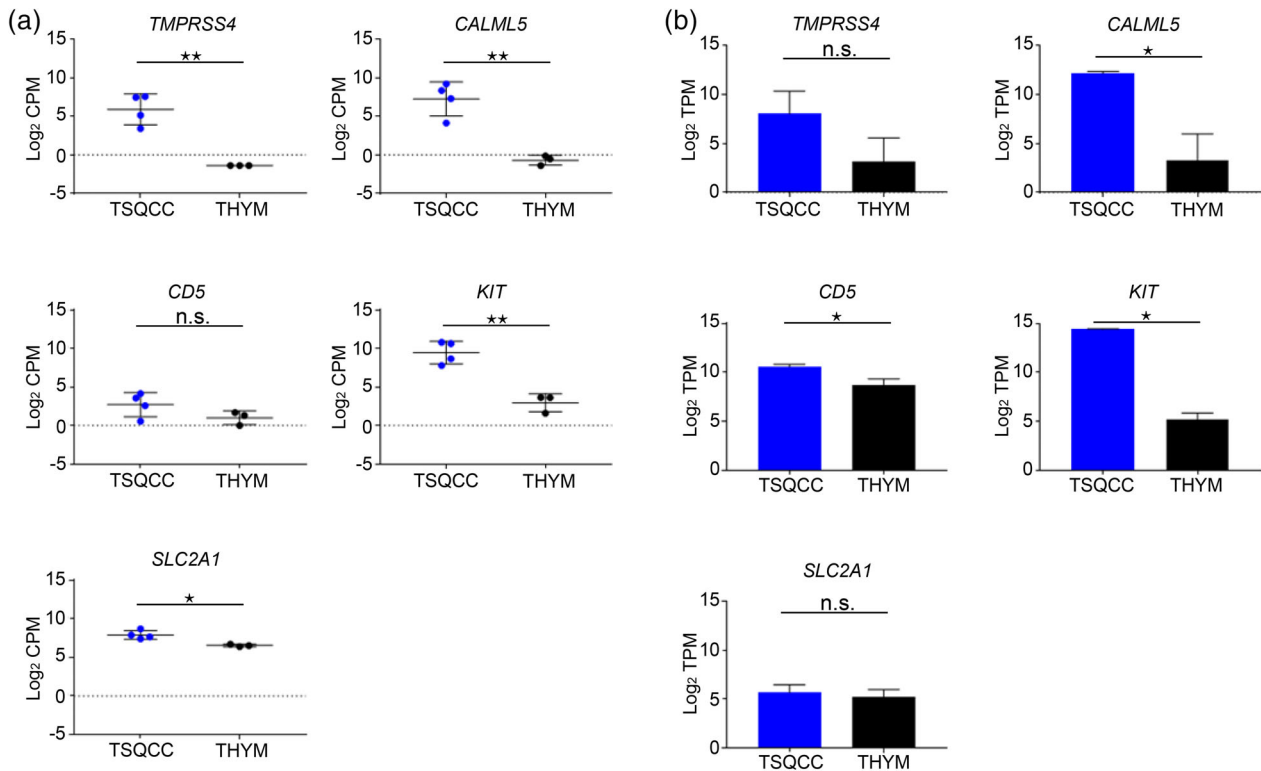 (a)
TMPRSS4
★★
Log₂ CPM
15
10
5
0
-5
TSQCC THYM
CALML5
★★
Log₂ CPM
15
10
5
0
-5
TSQCC THYM
CD5
n.s.
Log₂ CPM
15
10
5
0
-5
TSQCC THYM
KIT
★★
Log₂ CPM
15
10
5
0
-5
TSQCC THYM
SLC2A1
★
Log₂ CPM
15
10
5
0
-5
TSQCC THYM
(b)
TMPRSS4
n.s.
Log₂ TPM
15
10
5
0
TSQCC THYM
CALML5
★
Log₂ TPM
15
10
5
0
TSQCC THYM
CD5
★
Log₂ TPM
15
10
5
0
TSQCC THYM
KIT
★
Log₂ TPM
15
10
5
0
TSQCC THYM
SLC2A1
n.s.
Log₂ TPM
15
10
5
0
TSQCC THYM